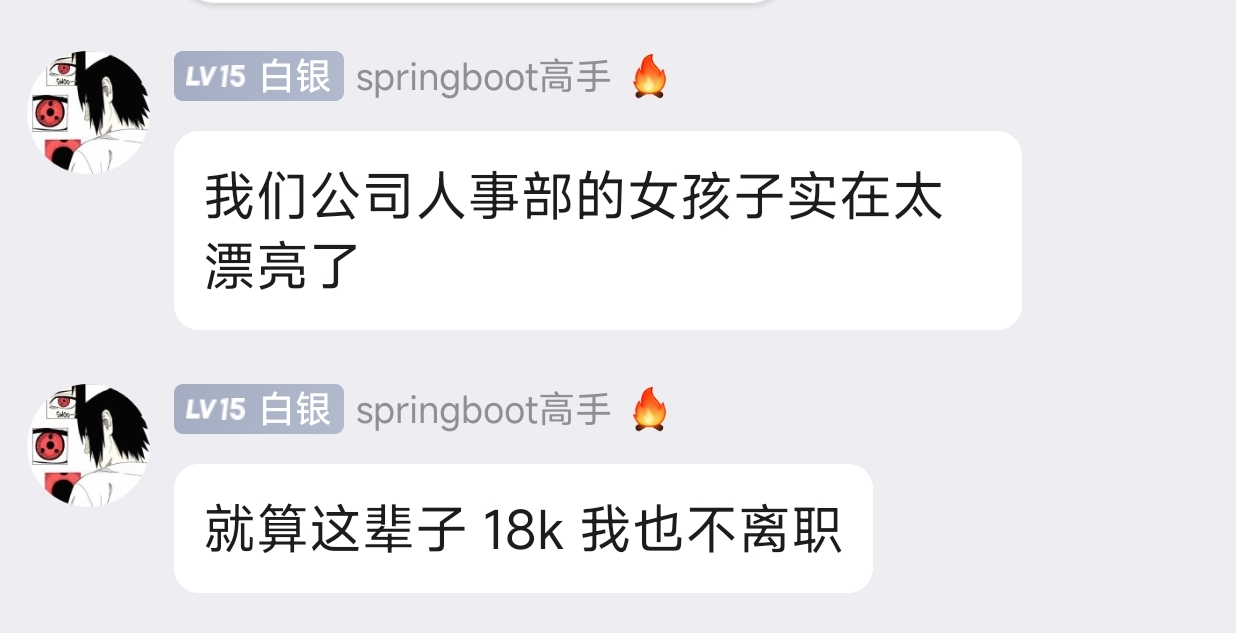 LV15 白银 springboot高手 🔥
我们公司人事部的女孩子实在太
漂亮了
LV15 白银 springboot高手 🔥
就算这辈子 18k 我也不离职